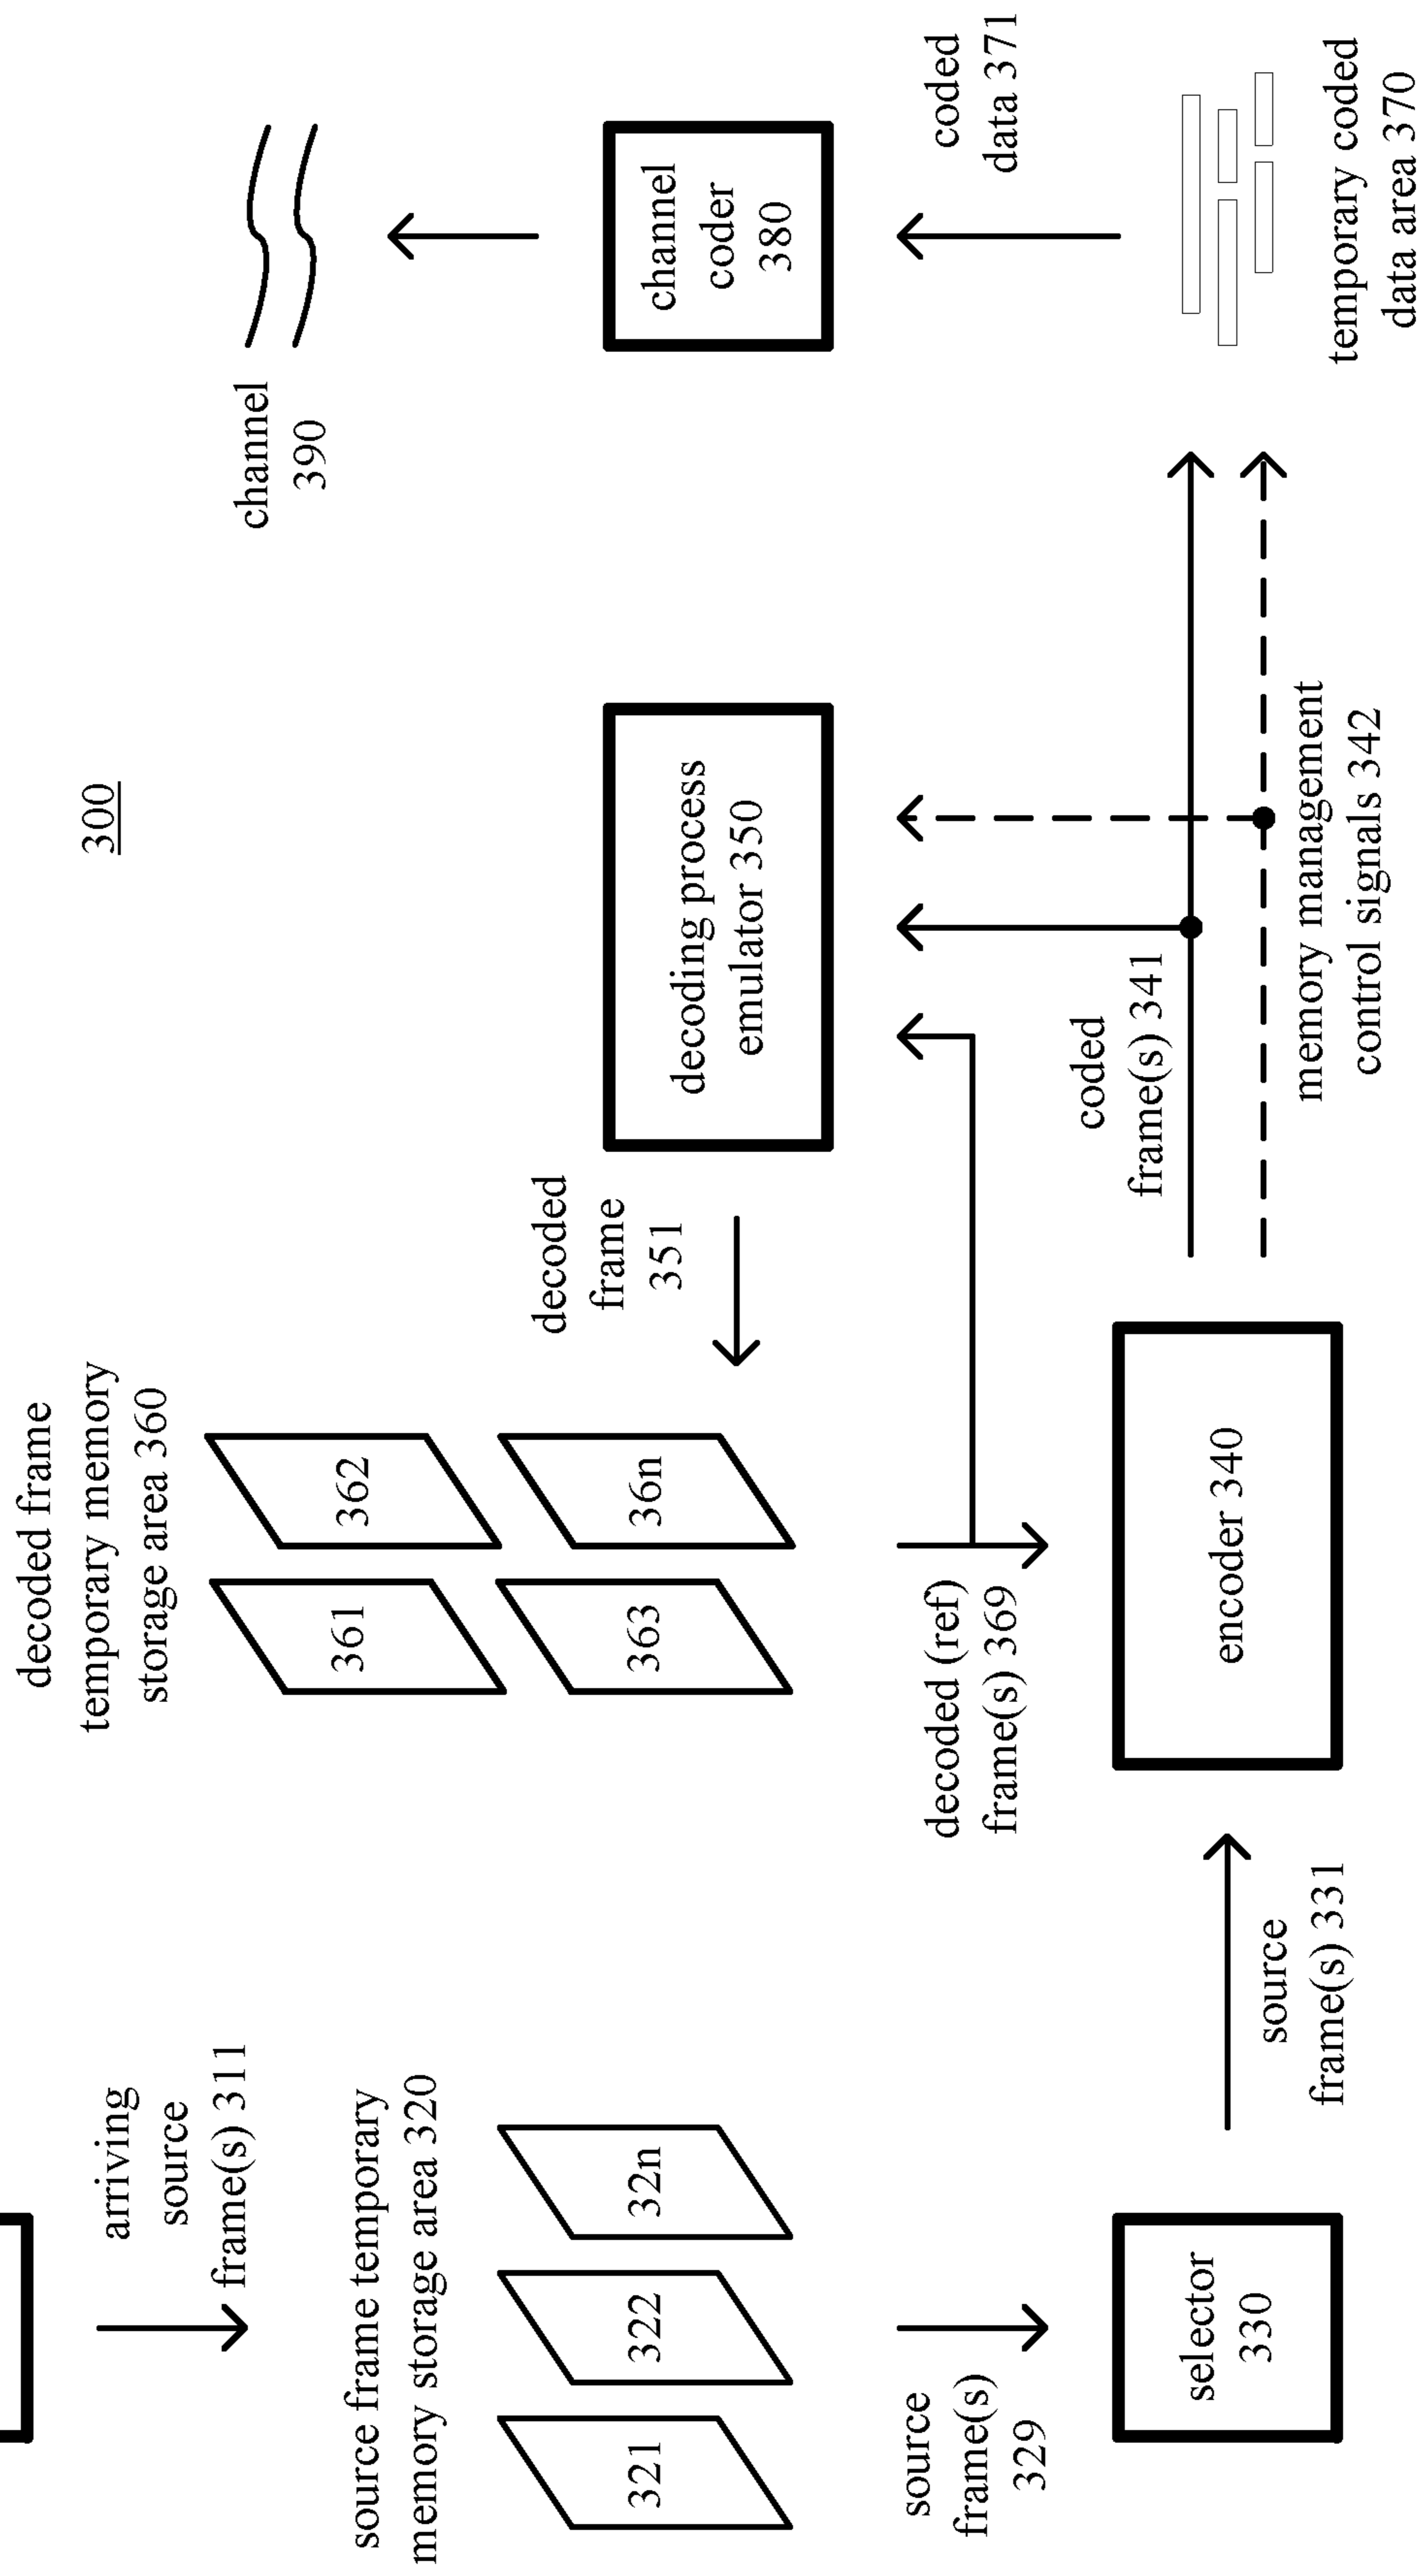 300
arriving
source
frame(s) 311
source frame temporary
memory storage area 320
321
322
32n
source
frame(s)
329
selector
330
source
frame(s) 331
decoded frame
temporary memory
storage area 360
361
362
363
36n
decoded (ref)
frame(s) 369
encoder 340
decoded
frame
351
decoding process
emulator 350
coded
frame(s) 341
memory management
control signals 342
channel
390
channel
coder
380
coded
data 371
temporary coded
data area 370